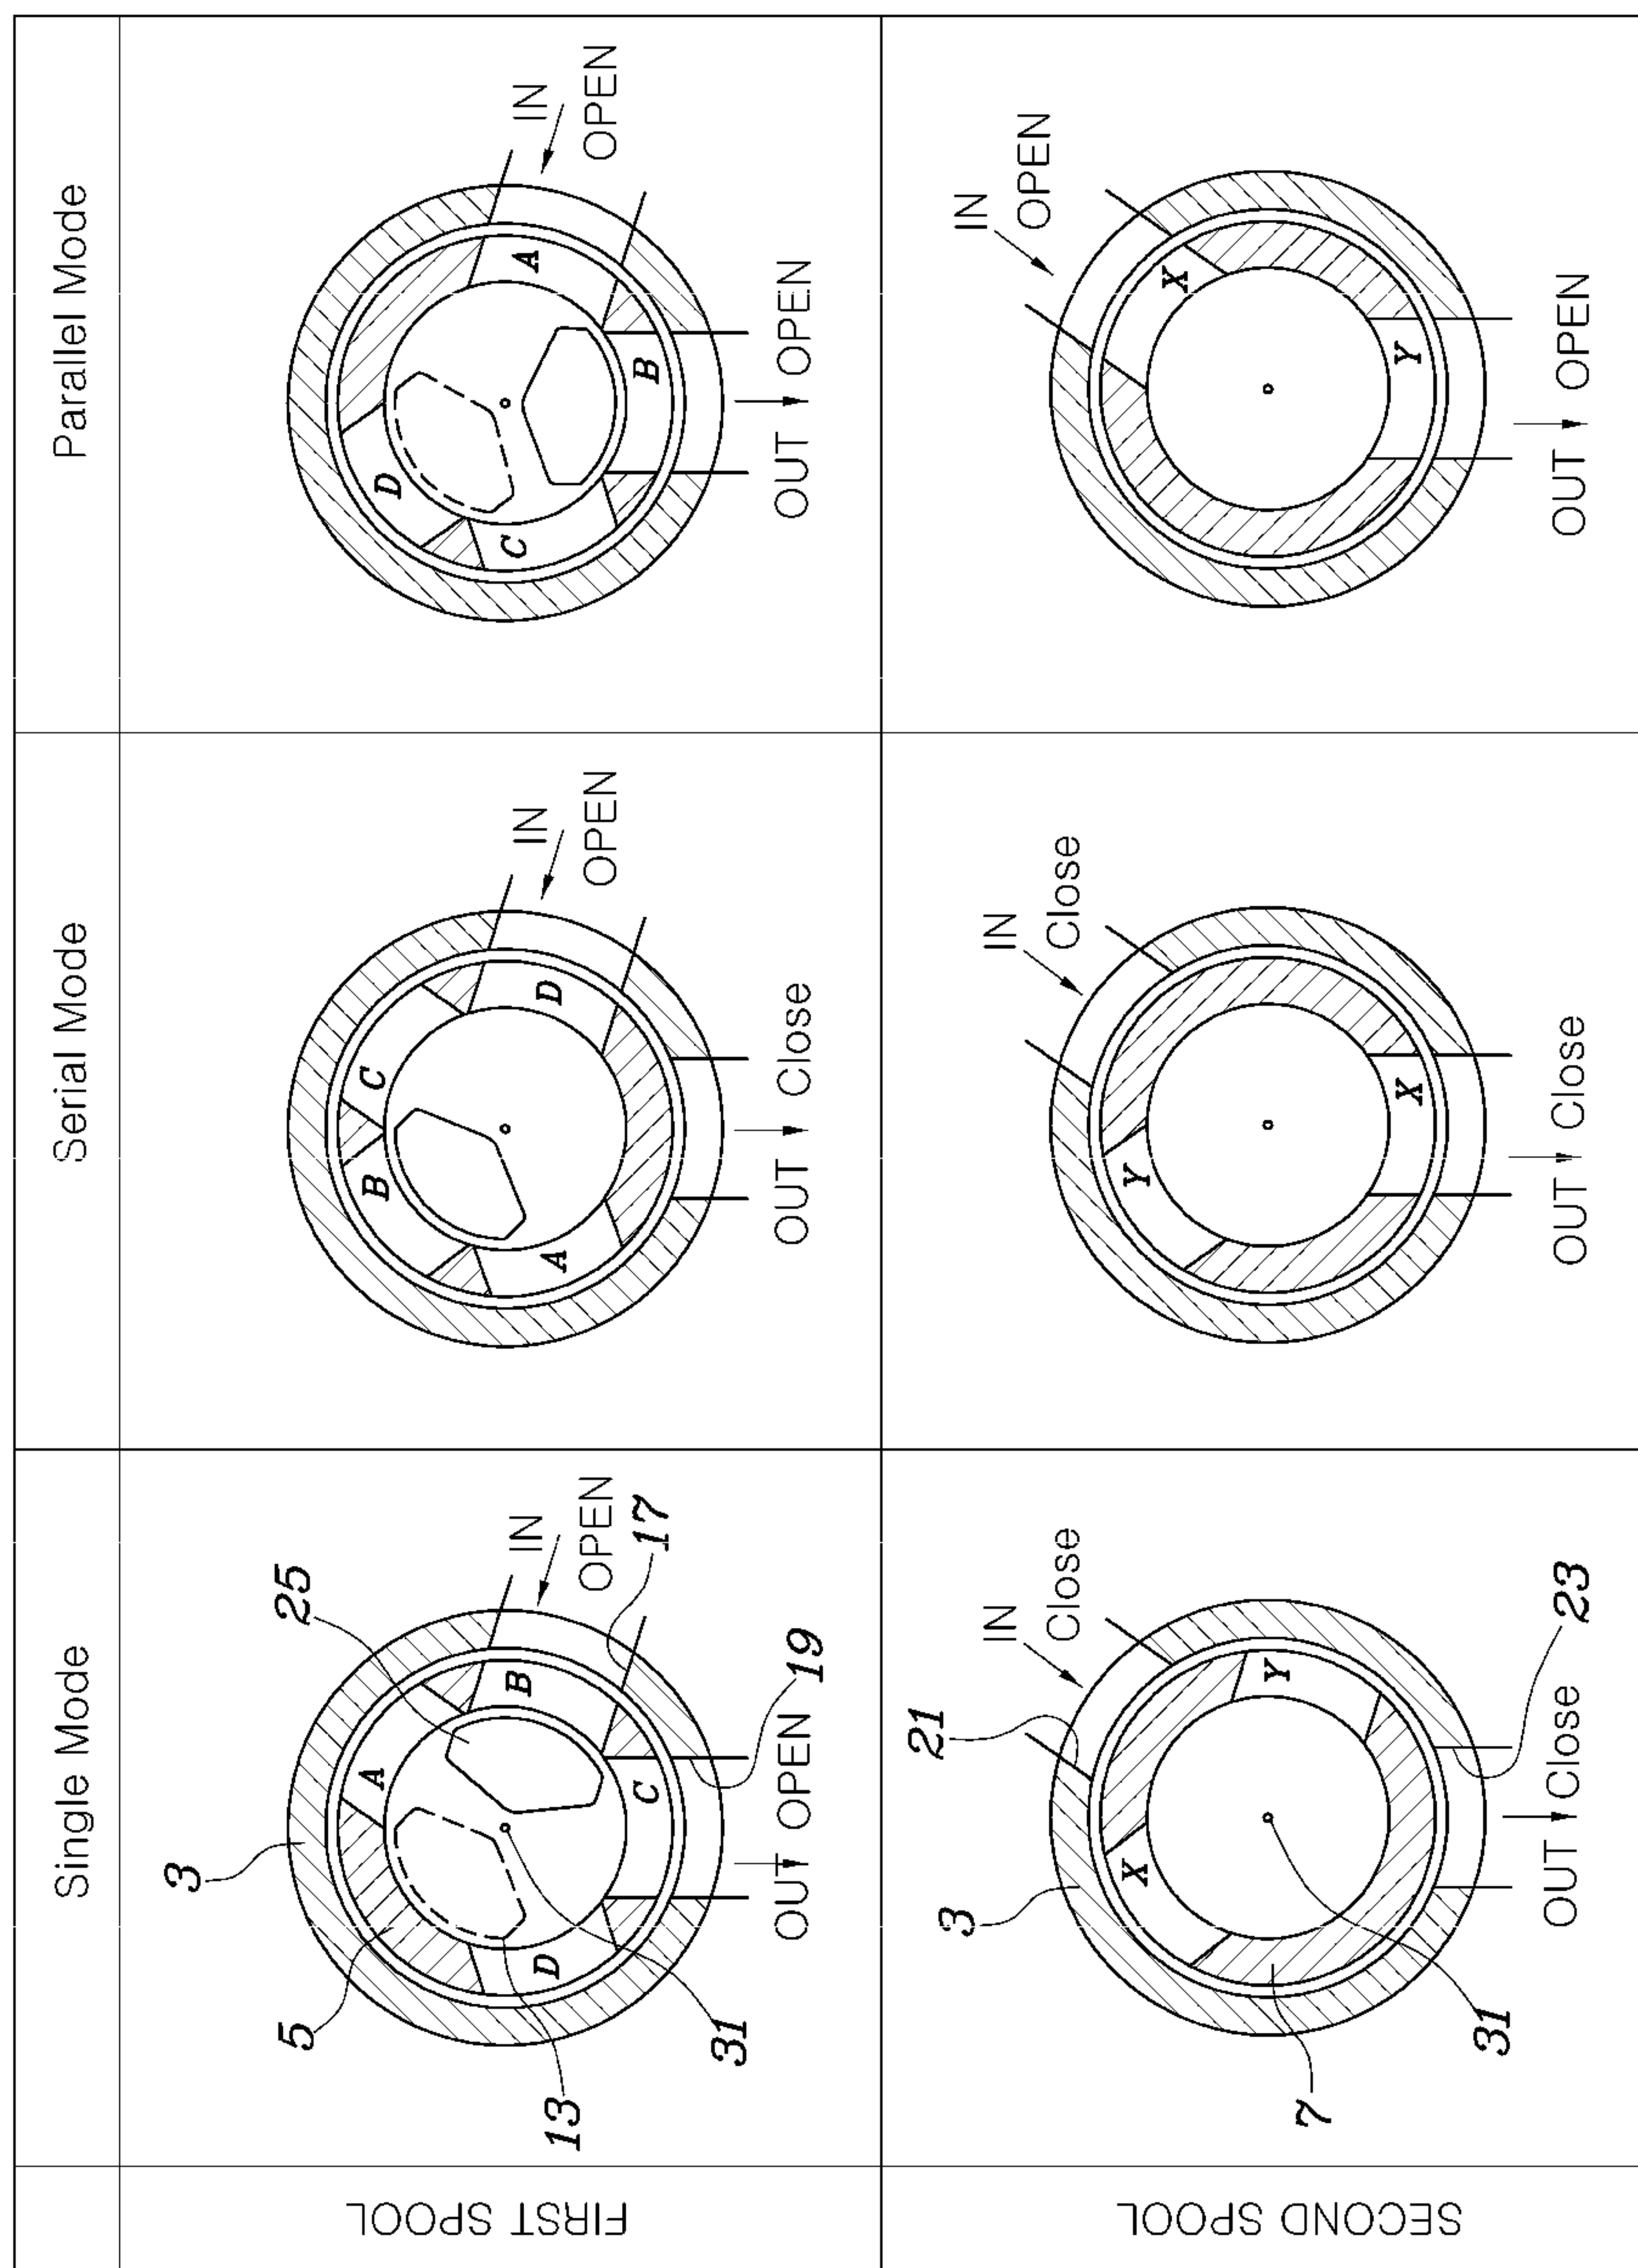 Single Mode
Serial Mode
Parallel Mode
FIRST SPOOL
3
5
25
A
B
C
D
13
31
19
17
IN
OPEN
OUT OPEN
B
C
A
D
IN
OPEN
OUT Close
D
C
A
B
IN
OPEN
OUT OPEN
SECOND SPOOL
3
21
X
Y
7
31
23
IN
Close
OUT Close
Y
X
IN
Close
OUT Close
X
Y
IN
OPEN
OUT OPEN